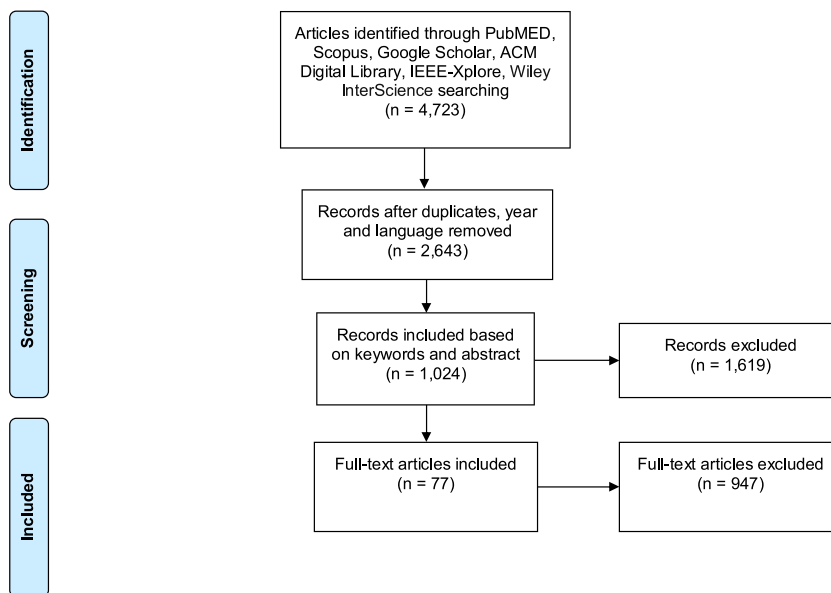 Identification
Articles identified through PubMED,
Scopus, Google Scholar, ACM
Digital Library, IEEE-Xplore, Wiley
InterScience searching
(n = 4,723)
Records after duplicates, year
and language removed
(n = 2,643)
Screening
Records included based
on keywords and abstract
(n = 1,024)
Records excluded
(n = 1,619)
Included
Full-text articles included
(n = 77)
Full-text articles excluded
(n = 947)